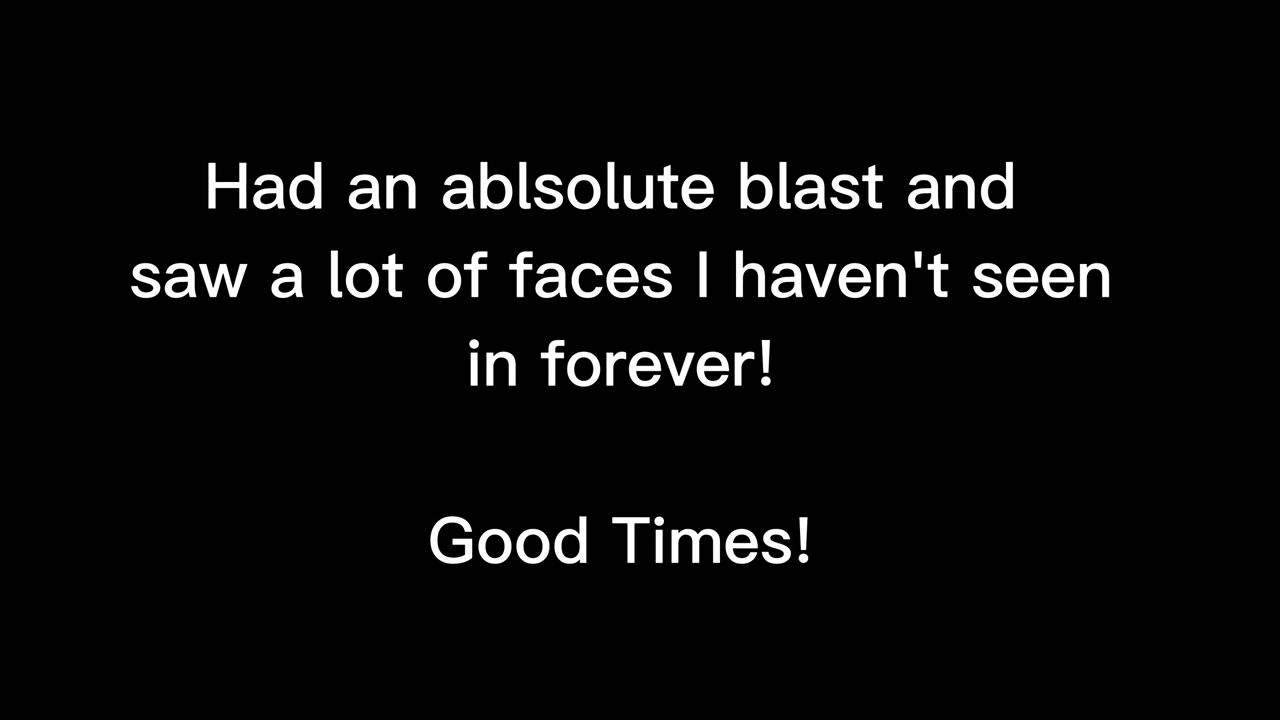 Had an ablsolute blast and
saw a lot of faces I haven't seen
in forever!
Good Times!